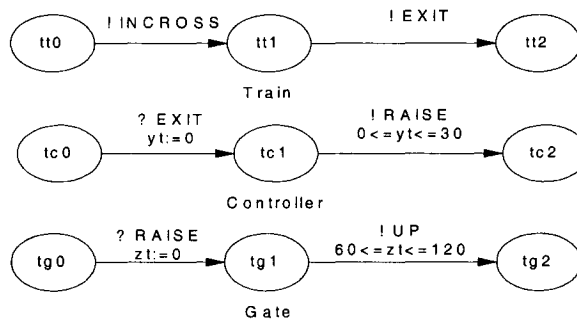 ! INCROSS
! EXIT
tt0
tt1
tt2
Train
? EXIT
yt:=0
! RAISE
0<=yt<=30
tc0
tc1
tc2
Controller
? RAISE
zt:=0
! UP
60<=zt<=120
tg0
tg1
tg2
Gate